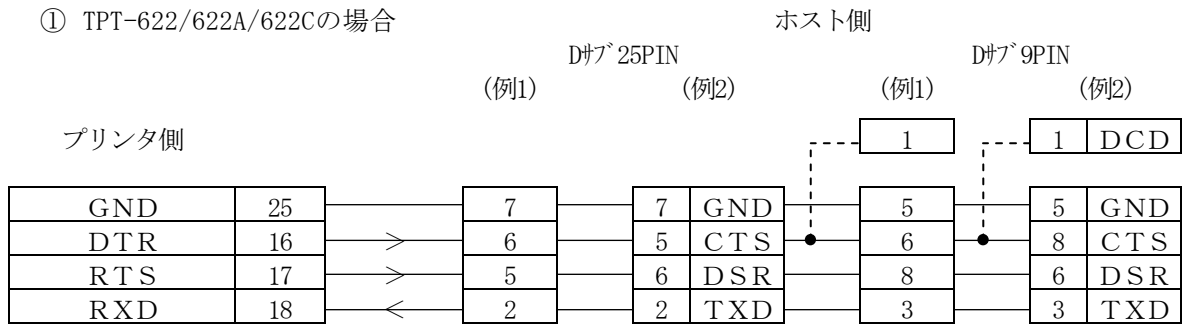 ① TPT-622/622A/622Cの場合 ホスト側
Dｻﾌﾞ25PIN Dｻﾌﾞ9PIN
(例1) (例2) (例1) (例2)
プリンタ側 1 1 DCD
GND 25 7 7 GND 5 5 GND
DTR 16 6 5 CTS 6 8 CTS
RTS 17 5 6 DSR 8 6 DSR
RXD 18 2 2 TXD 3 3 TXD